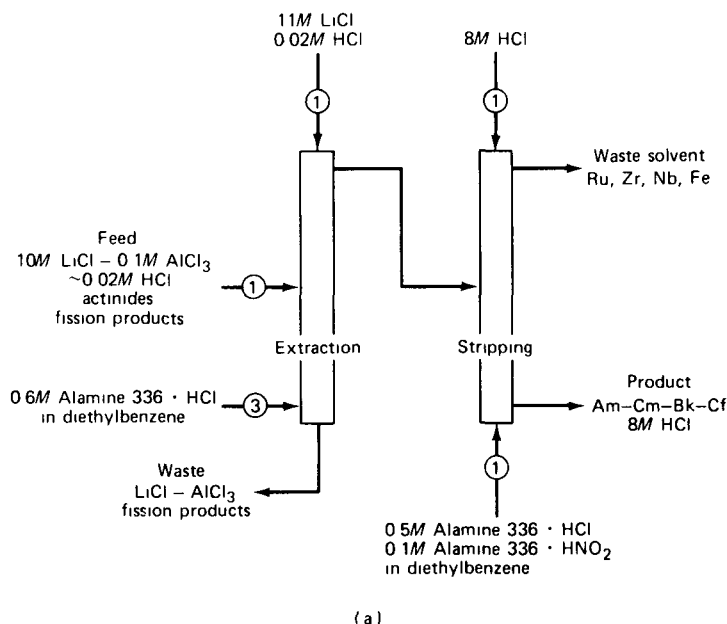 11M LiCl
0.02M HCl
8M HCl
1
1
Waste solvent
Ru, Zr, Nb, Fe
Feed
10M LiCl – 0.1M AlCl₃
~0.02M HCl
actinides
fission products
1
Extraction
Stripping
0.6M Alamine 336 · HCl
in diethylbenzene
3
Product
Am–Cm–Bk–Cf
8M HCl
Waste
LiCl – AlCl₃
fission products
1
0.5M Alamine 336 · HCl
0.1M Alamine 336 · HNO₂
in diethylbenzene
(a)